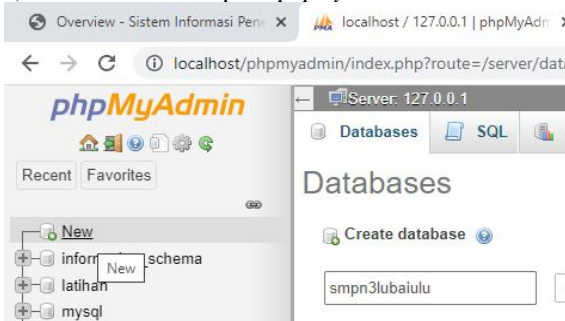 Overview - Sistem Informasi Pene
localhost / 127.0.0.1 | phpMyAdm
localhost/phpmyadmin/index.php?route=/server/data
phpMyAdmin
Server: 127.0.0.1
Databases SQL
Recent Favorites
Databases
New
Create database
schema
New
latihan
smpn3lubaiulu
mysql